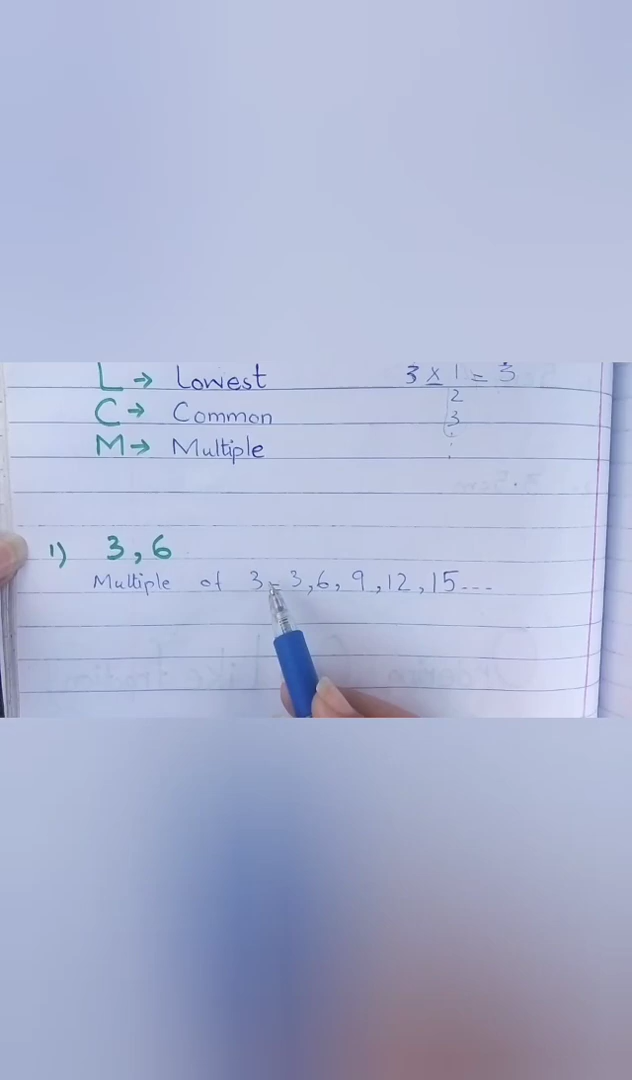 L → Lowest 3 x 1 = 3
C → Common 2
3
M → Multiple
1) 3, 6
Multiple of 3 - 3, 6, 9, 12, 15 ---